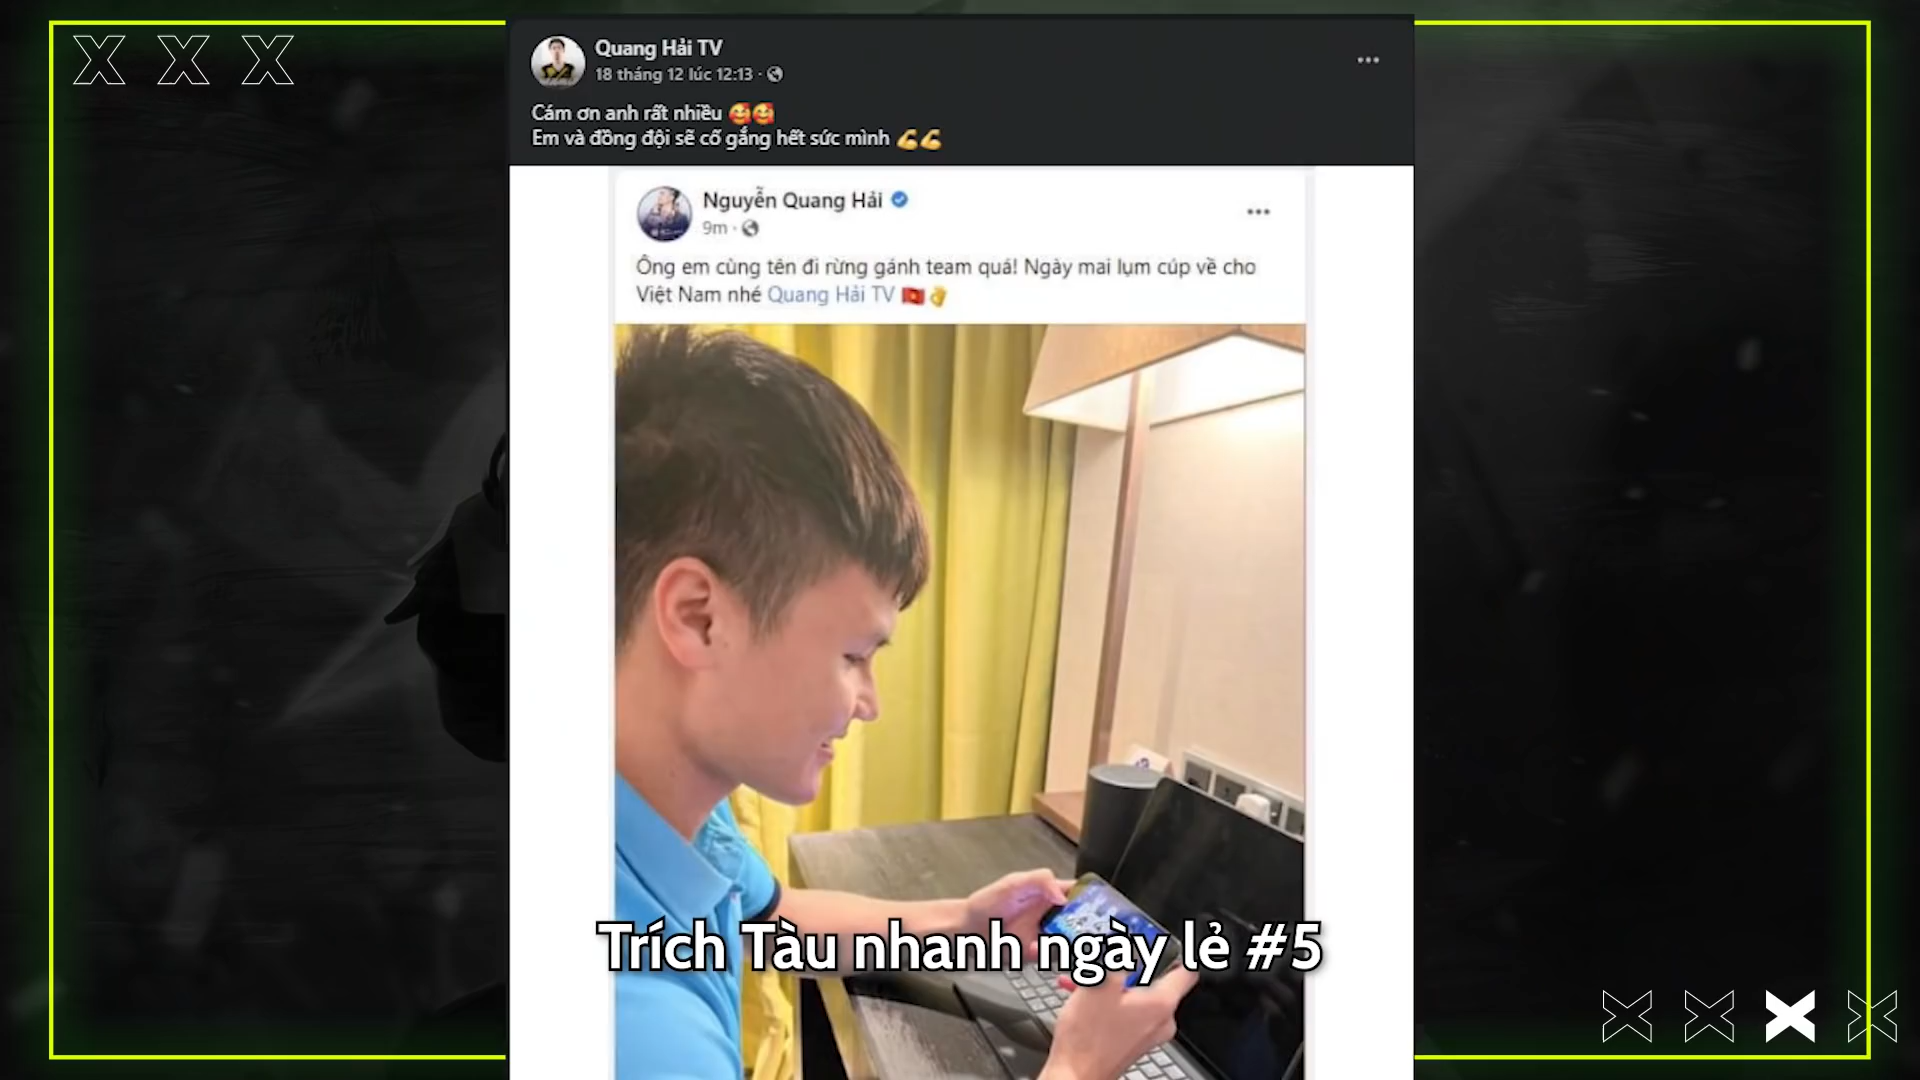 Quang Hải TV
18 tháng 12 lúc 12:13 ·
Cám ơn anh rất nhiều 🥰🥰
Em và đồng đội sẽ cố gắng hết sức mình 💪💪
Nguyễn Quang Hải
9m ·
Ông em cùng tên đi rừng gánh team quá! Ngày mai lụm cúp về cho
Việt Nam nhé Quang Hải TV 🇻🇳👌
Trích Tàu nhanh ngày lẻ #5